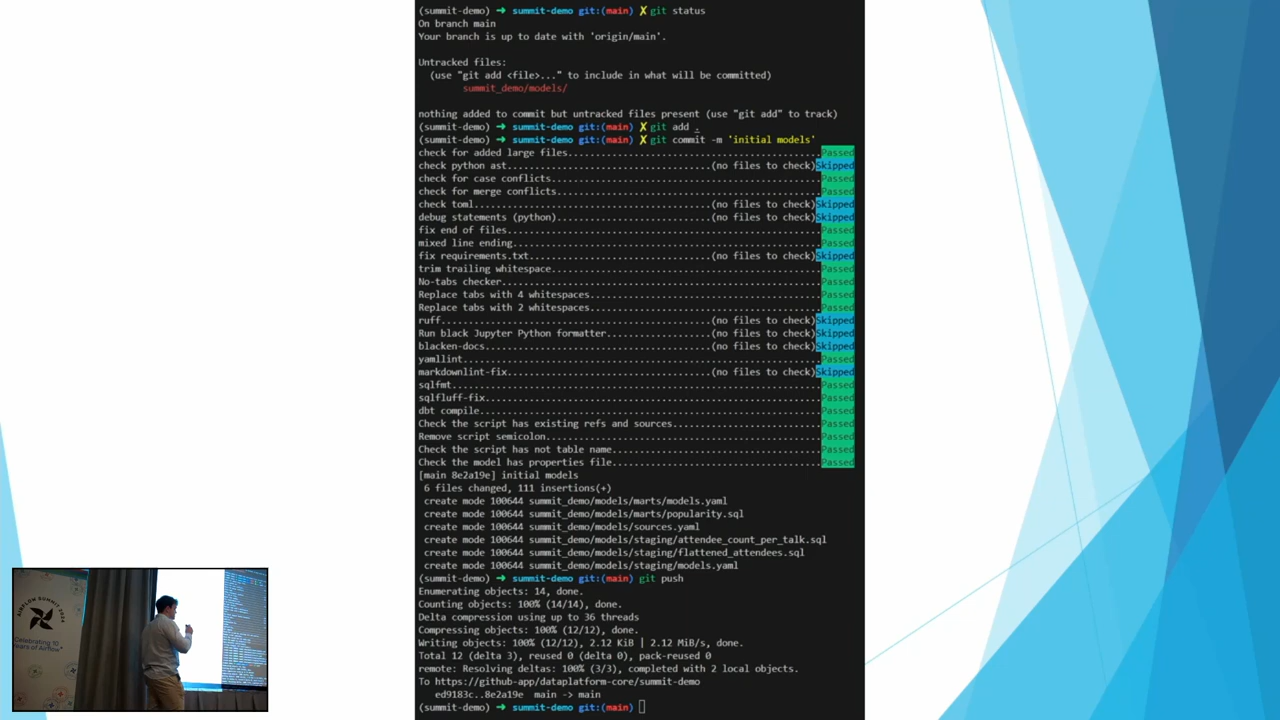 (summit-demo) ➜ summit-demo git:(main) ✗ git status
On branch main
Your branch is up to date with 'origin/main'.
Untracked files:
(use "git add <file>..." to include in what will be committed)
summit_demo/models/
nothing added to commit but untracked files present (use "git add" to track)
(summit-demo) ➜ summit-demo git:(main) ✗ git add .
(summit-demo) ➜ summit-demo git:(main) ✗ git commit -m 'initial models'
check for added large files..................................................Passed
check python ast.........................................(no files to check)Skipped
check for case conflicts.....................................................Passed
check for merge conflicts....................................................Passed
check toml...............................................(no files to check)Skipped
debug statements (python)................................(no files to check)Skipped
fix end of files.............................................................Passed
mixed line ending............................................................Passed
fix requirements.txt.....................................(no files to check)Skipped
trim trailing whitespace.....................................................Passed
No-tabs checker..............................................................Passed
Replace tabs with 4 whitespaces..............................................Passed
Replace tabs with 2 whitespaces..............................................Passed
ruff.....................................................(no files to check)Skipped
Run black Jupyter Python formatter.......................(no files to check)Skipped
blacken-docs.............................................(no files to check)Skipped
yamllint.....................................................................Passed
markdownlint-fix.........................................(no files to check)Skipped
sqlfmt.......................................................................Passed
sqlfluff-fix.................................................................Passed
dbt compile..................................................................Passed
Check the script has existing refs and sources...............................Passed
Remove script semicolon......................................................Passed
Check the script has not table name..........................................Passed
Check the model has properties file..........................................Passed
[main 8e2a19e] initial models
6 files changed, 111 insertions(+)
create mode 100644 summit_demo/models/marts/models.yaml
create mode 100644 summit_demo/models/marts/popularity.sql
create mode 100644 summit_demo/models/sources.yaml
create mode 100644 summit_demo/models/staging/attendee_count_per_talk.sql
create mode 100644 summit_demo/models/staging/flattened_attendees.sql
create mode 100644 summit_demo/models/staging/models.yaml
(summit-demo) ➜ summit-demo git:(main) git push
Enumerating objects: 14, done.
Counting objects: 100% (14/14), done.
Delta compression using up to 36 threads
Compressing objects: 100% (12/12), done.
Writing objects: 100% (12/12), 2.12 KiB | 2.12 MiB/s, done.
Total 12 (delta 3), reused 0 (delta 0), pack-reused 0
remote: Resolving deltas: 100% (3/3), completed with 2 local objects.
To https://github-app/dataplatform-core/summit-demo
ed9183c..8e2a19e main -> main
(summit-demo) ➜ summit-demo git:(main)
AIRFLOW SUMMIT 2024
Celebrating 10
Years of Airflow